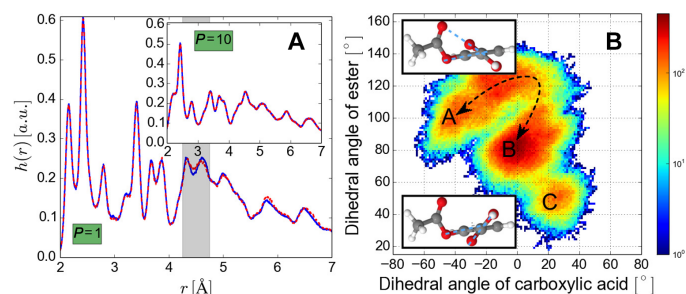 A
P=10
P=1
h(r) [a.u.]
0.6
0.5
0.4
0.3
0.2
0.1
0.0
2 3 4 5 6 7
r [Å]
0.6
0.5
0.4
0.3
0.2
0.1
0.0
2 3 4 5 6 7
B
Dihedral angle of ester [°]
160
140
120
100
80
60
40
20
A
B
C
-80 -60 -40 -20 0 20 40 60 80
Dihedral angle of carboxylic acid [°]
10²
10¹
10⁰